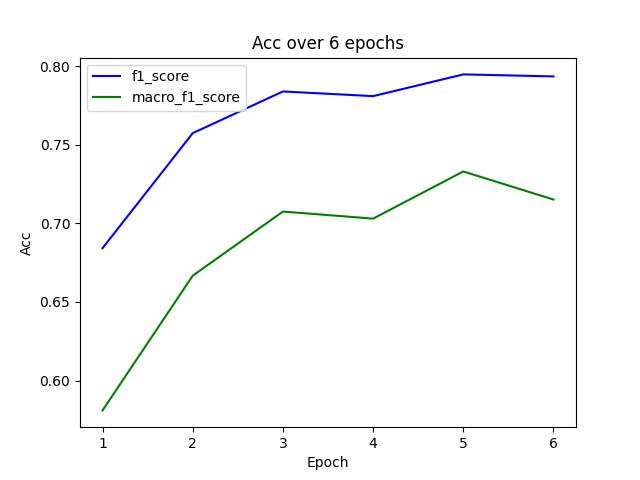 Acc over 6 epochs
f1_score
macro_f1_score
0.80
0.75
0.70
0.65
0.60
Acc
1 2 3 4 5 6
Epoch